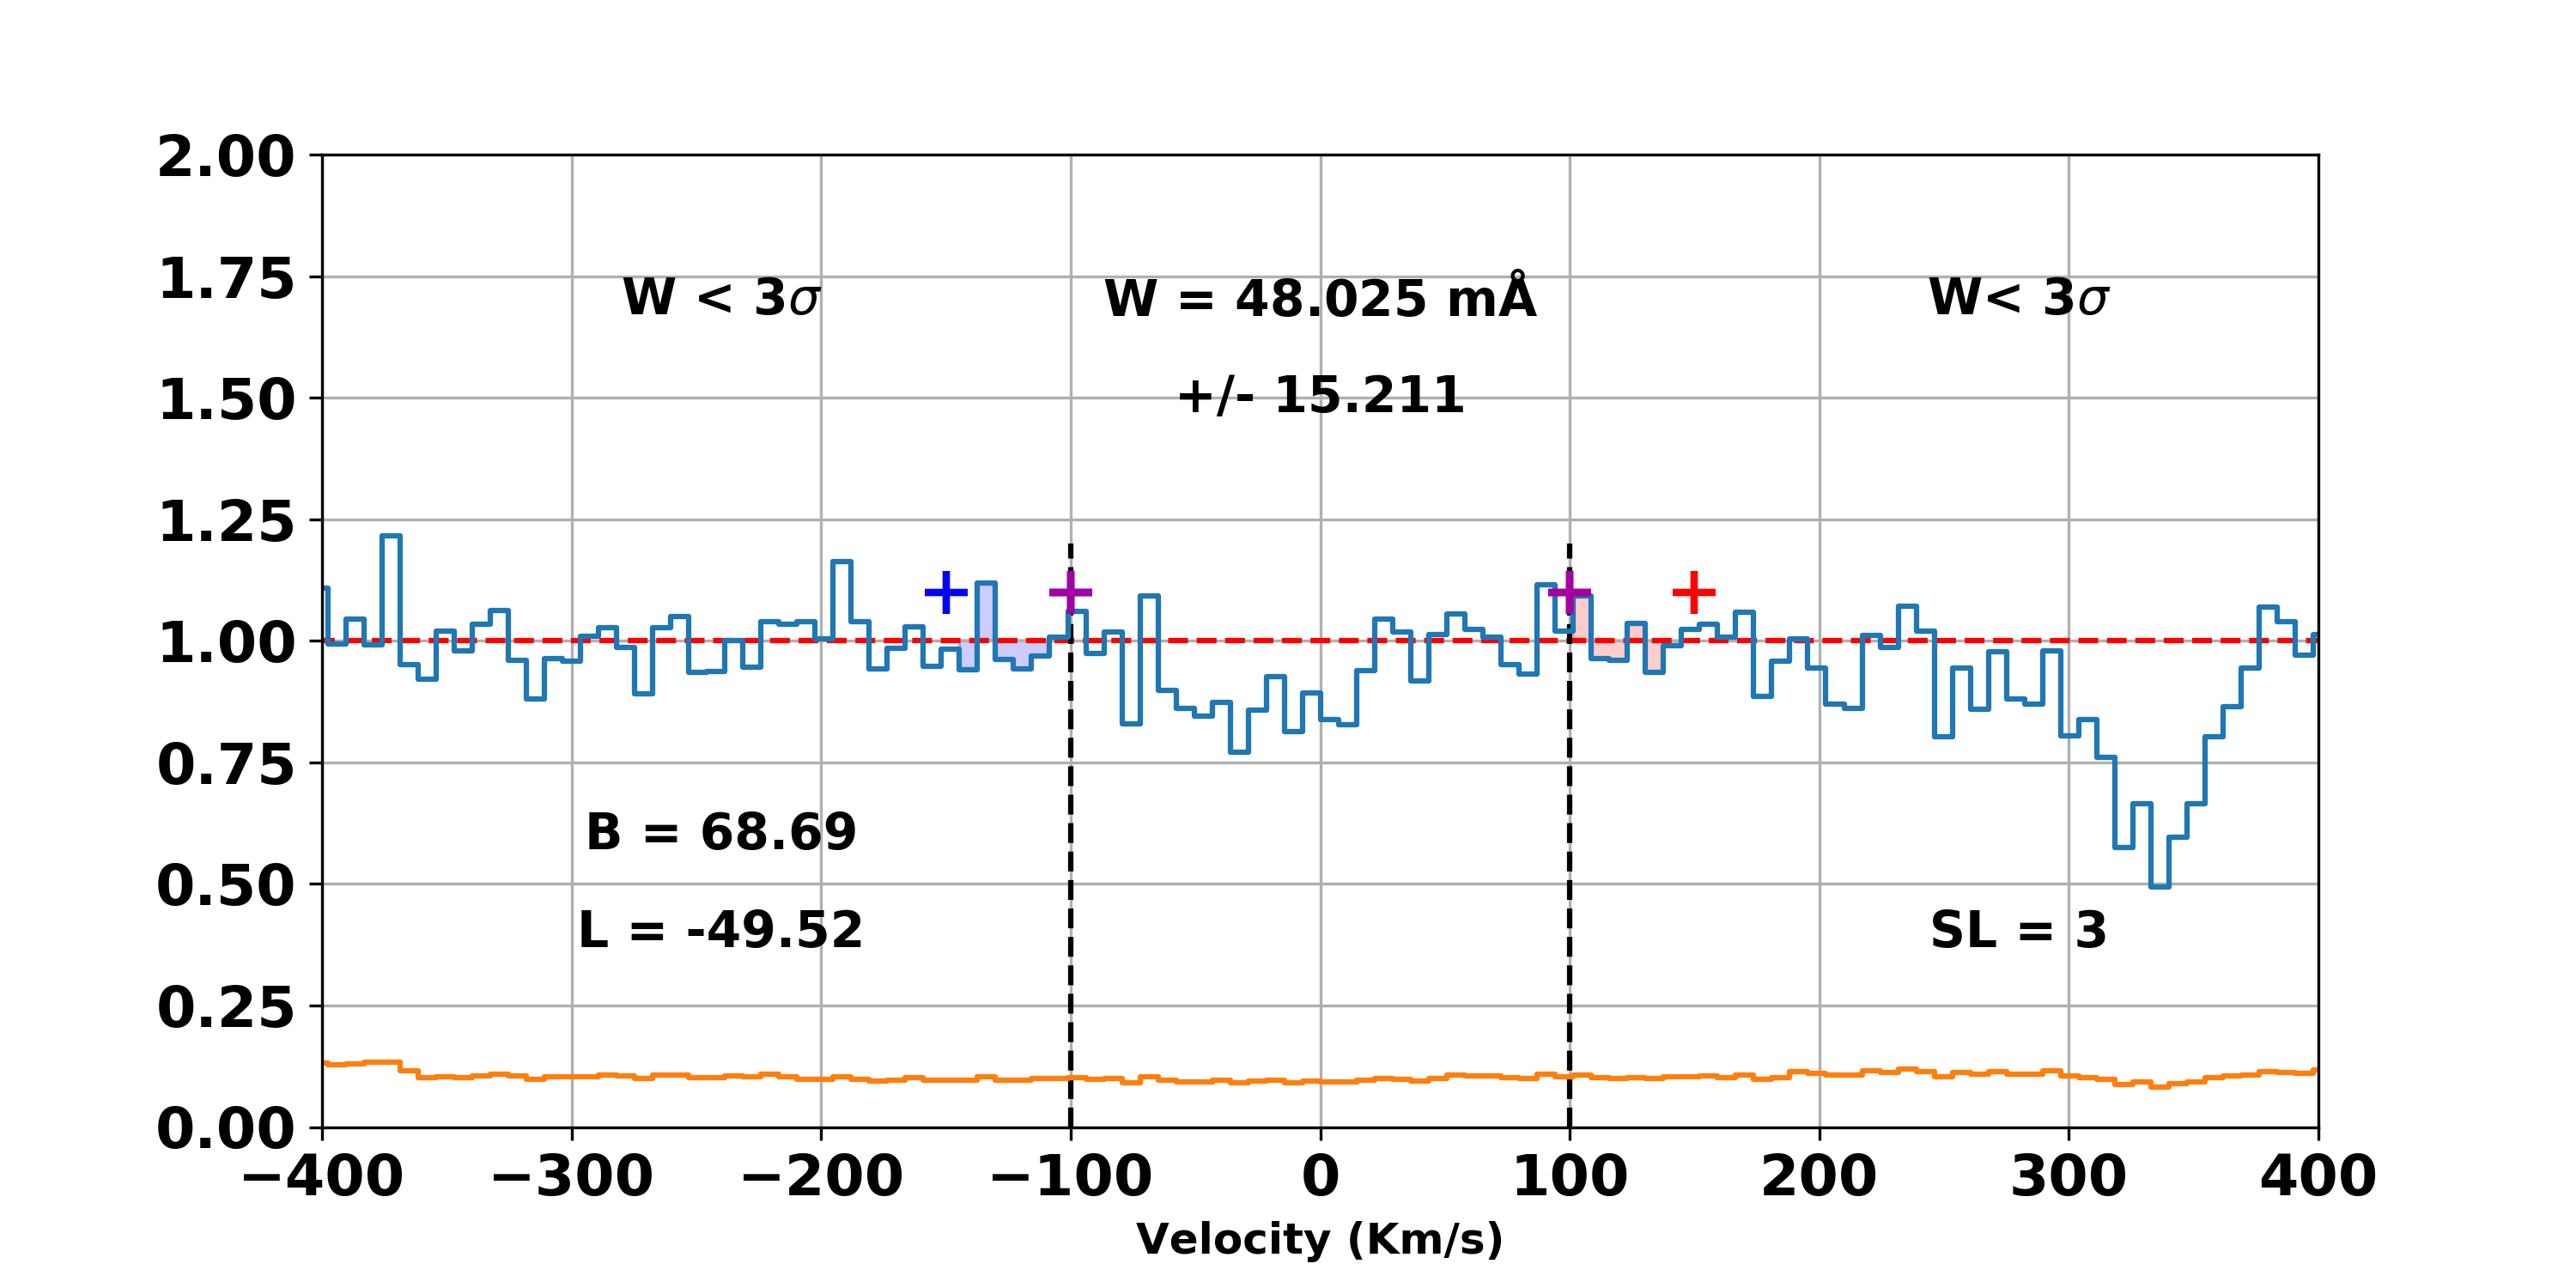 2.00
1.75
W < 3σ
W = 48.025 mÅ
W< 3σ
1.50
+/- 15.211
1.25
1.00
0.75
B = 68.69
0.50
L = -49.52
SL = 3
0.25
0.00
−400 −300 −200 −100 0 100 200 300 400
Velocity (Km/s)